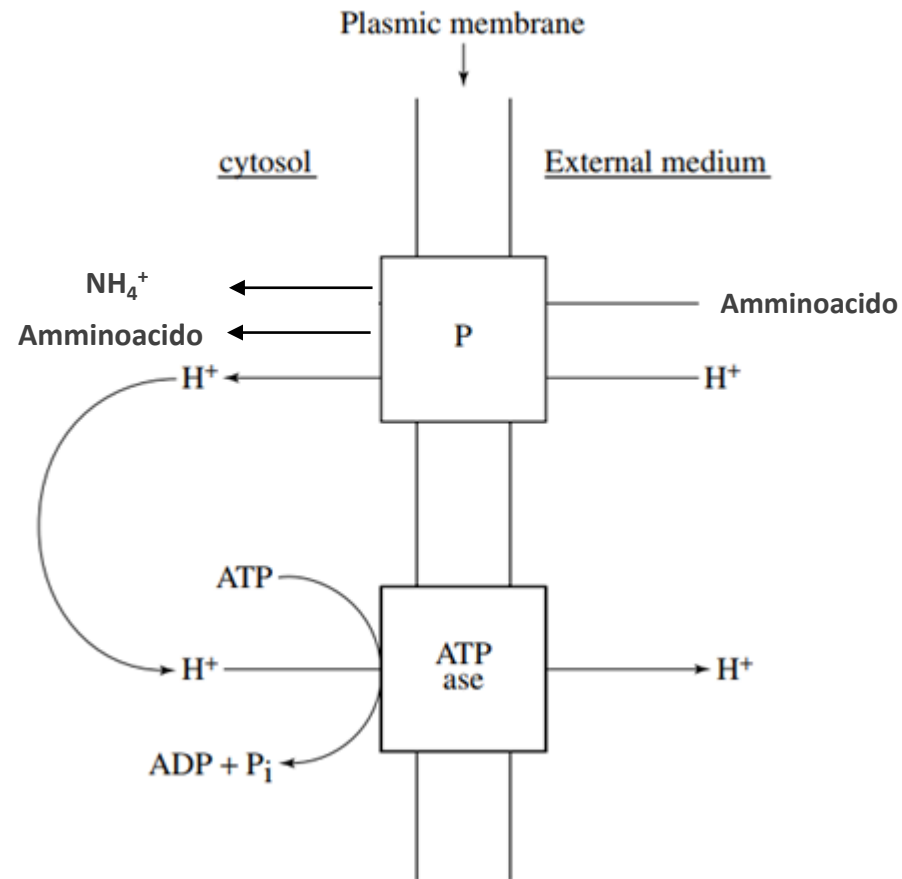 Plasmic membrane
cytosol
External medium
NH₄⁺
Amminoacido
Amminoacido
P
H⁺
H⁺
ATP
H⁺
ATP
ase
H⁺
ADP + Pᵢ